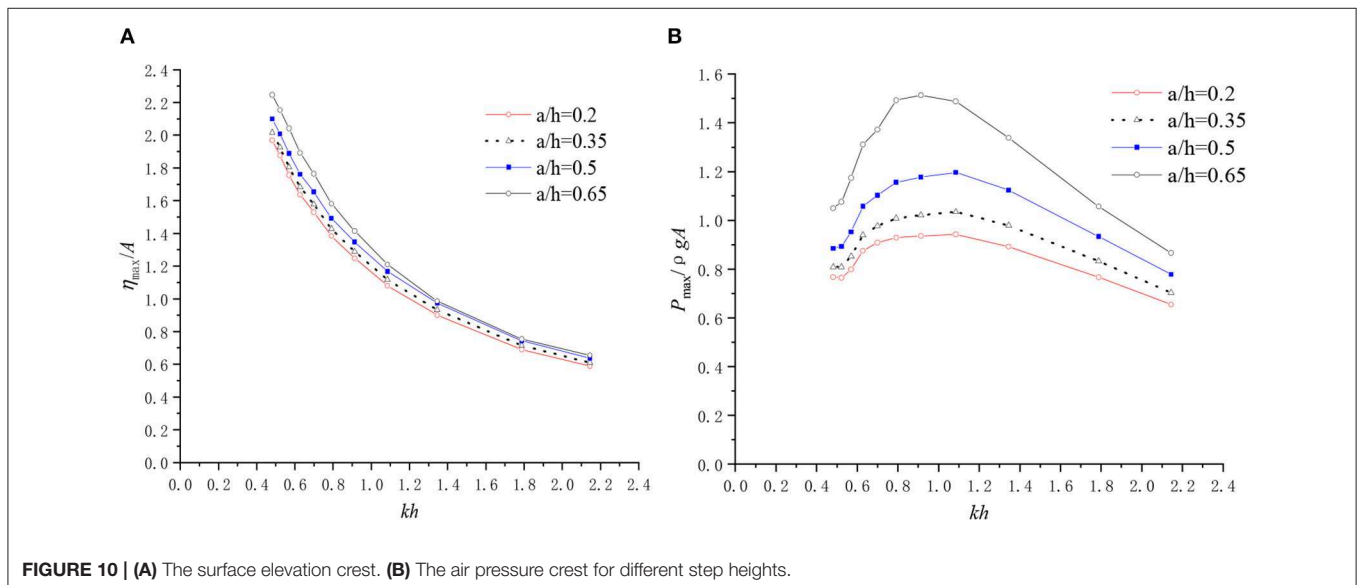 A
B
2.4
2.2
2.0
1.8
1.6
1.4
1.2
1.0
0.8
0.6
0.4
0.2
0.0
ηmax/A
0.0 0.2 0.4 0.6 0.8 1.0 1.2 1.4 1.6 1.8 2.0 2.2 2.4
kh
a/h=0.2
a/h=0.35
a/h=0.5
a/h=0.65
1.6
1.4
1.2
1.0
0.8
0.6
0.4
0.2
0.0
Pmax/ ρ gA
0.0 0.2 0.4 0.6 0.8 1.0 1.2 1.4 1.6 1.8 2.0 2.2 2.4
kh
a/h=0.2
a/h=0.35
a/h=0.5
a/h=0.65
FIGURE 10 | (A) The surface elevation crest. (B) The air pressure crest for different step heights.